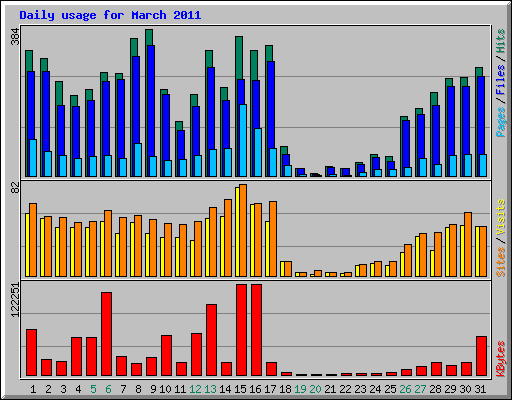 Daily usage for March 2011
384
Pages/Files/Hits
82
Sites/Visits
122251
KBytes
1 2 3 4 5 6 7 8 9 10 11 12 13 14 15 16 17 18 19 20 21 22 23 24 25 26 27 28 29 30 31